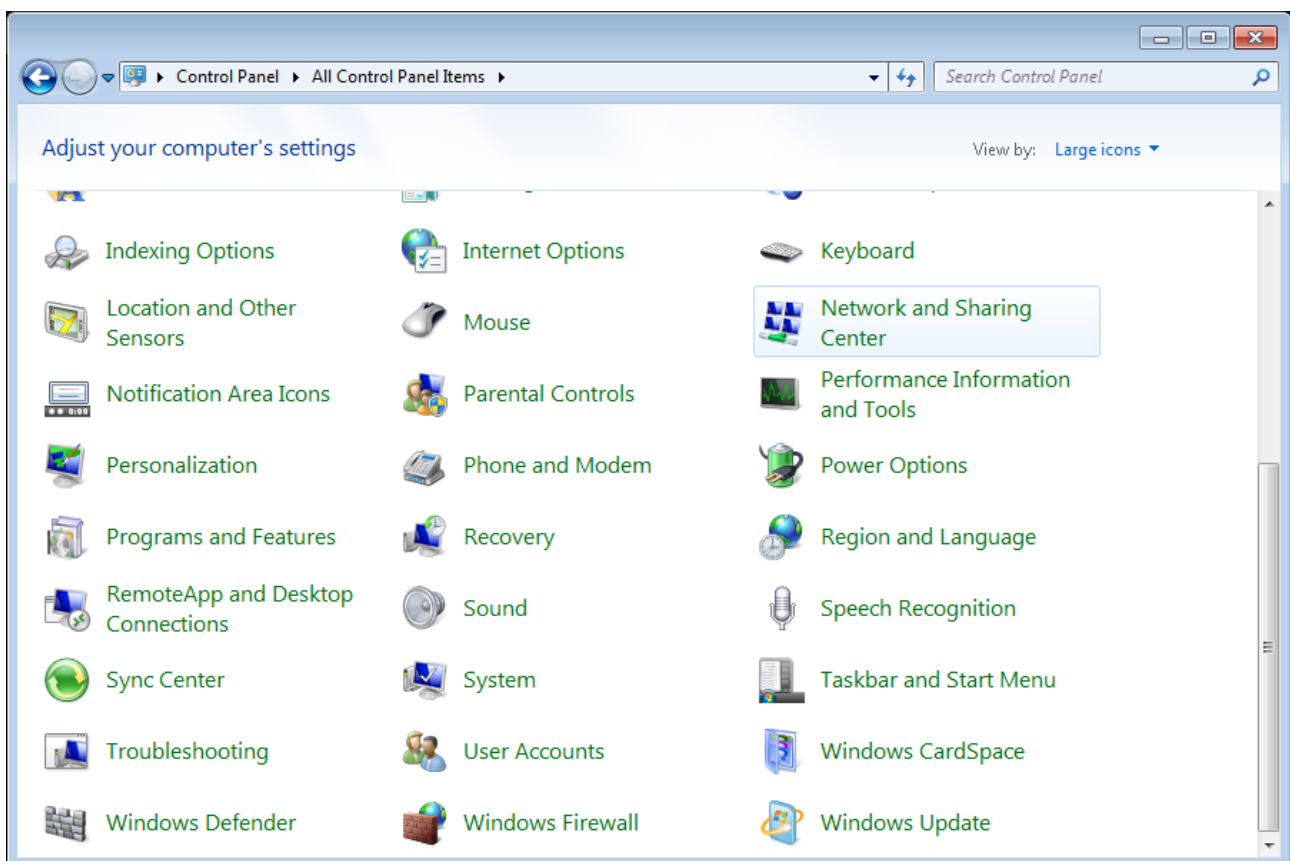 Control Panel ▸ All Control Panel Items ▸ Search Control Panel
Adjust your computer's settings View by: Large icons
Indexing Options Internet Options Keyboard
Location and Other Sensors Mouse Network and Sharing Center
Notification Area Icons Parental Controls Performance Information and Tools
Personalization Phone and Modem Power Options
Programs and Features Recovery Region and Language
RemoteApp and Desktop Connections Sound Speech Recognition
Sync Center System Taskbar and Start Menu
Troubleshooting User Accounts Windows CardSpace
Windows Defender Windows Firewall Windows Update